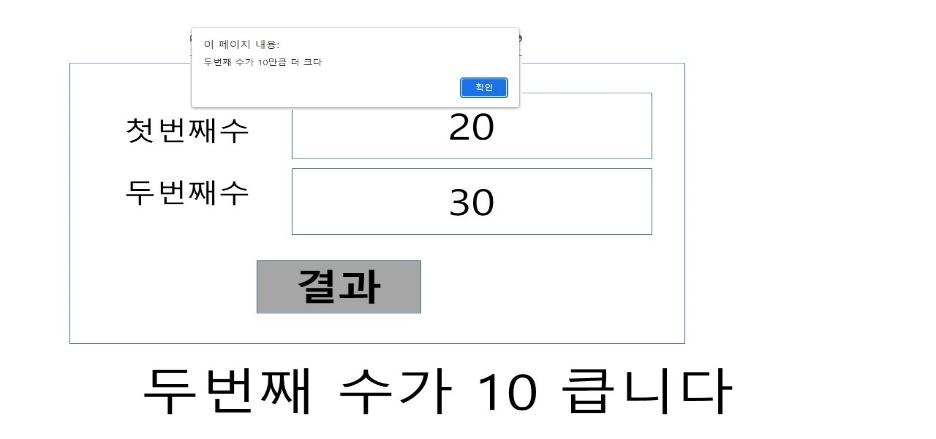 이 페이지 내용:
두번째 수가 10만큼 더 크다
확인
첫번째수
20
두번째수
30
결과
두번째 수가 10 큽니다